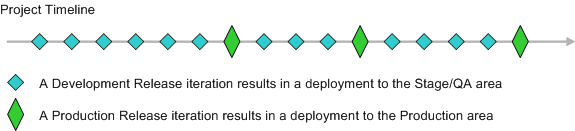 Project Timeline
A Development Release iteration results in a deployment to the Stage/QA area
A Production Release iteration results in a deployment to the Production area